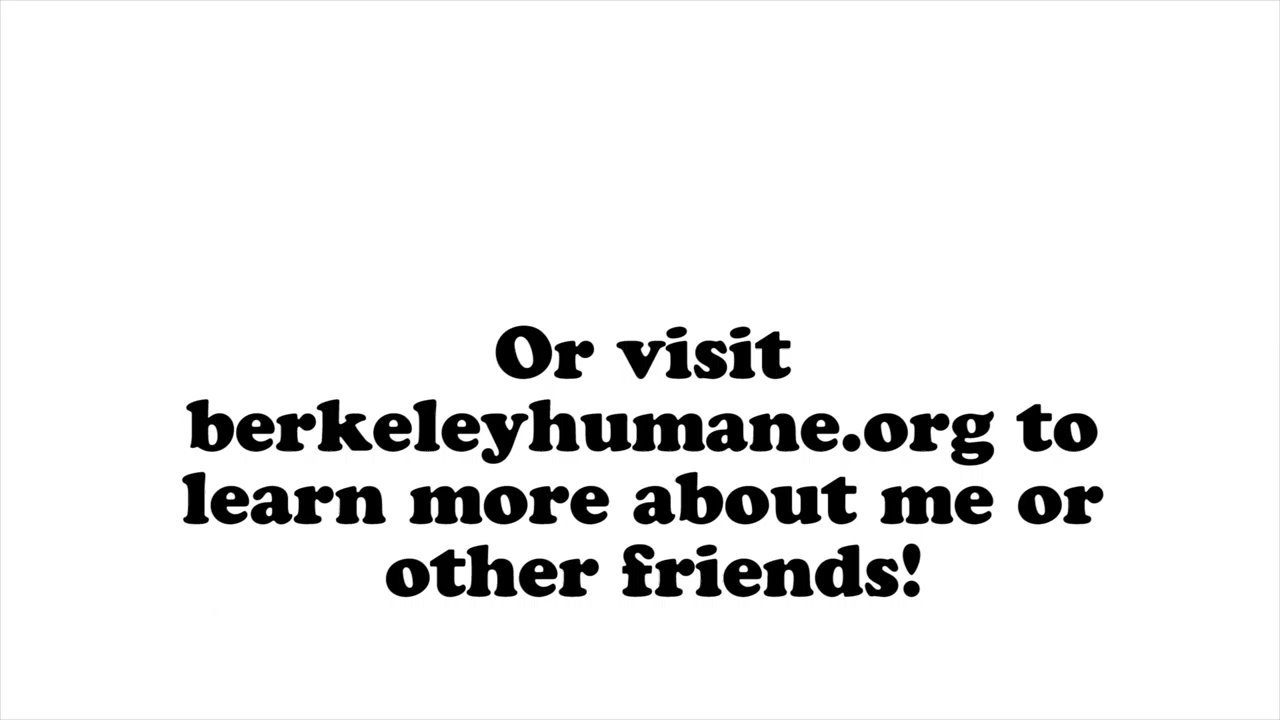 Or visit
berkeleyhumane.org to
learn more about me or
other friends!